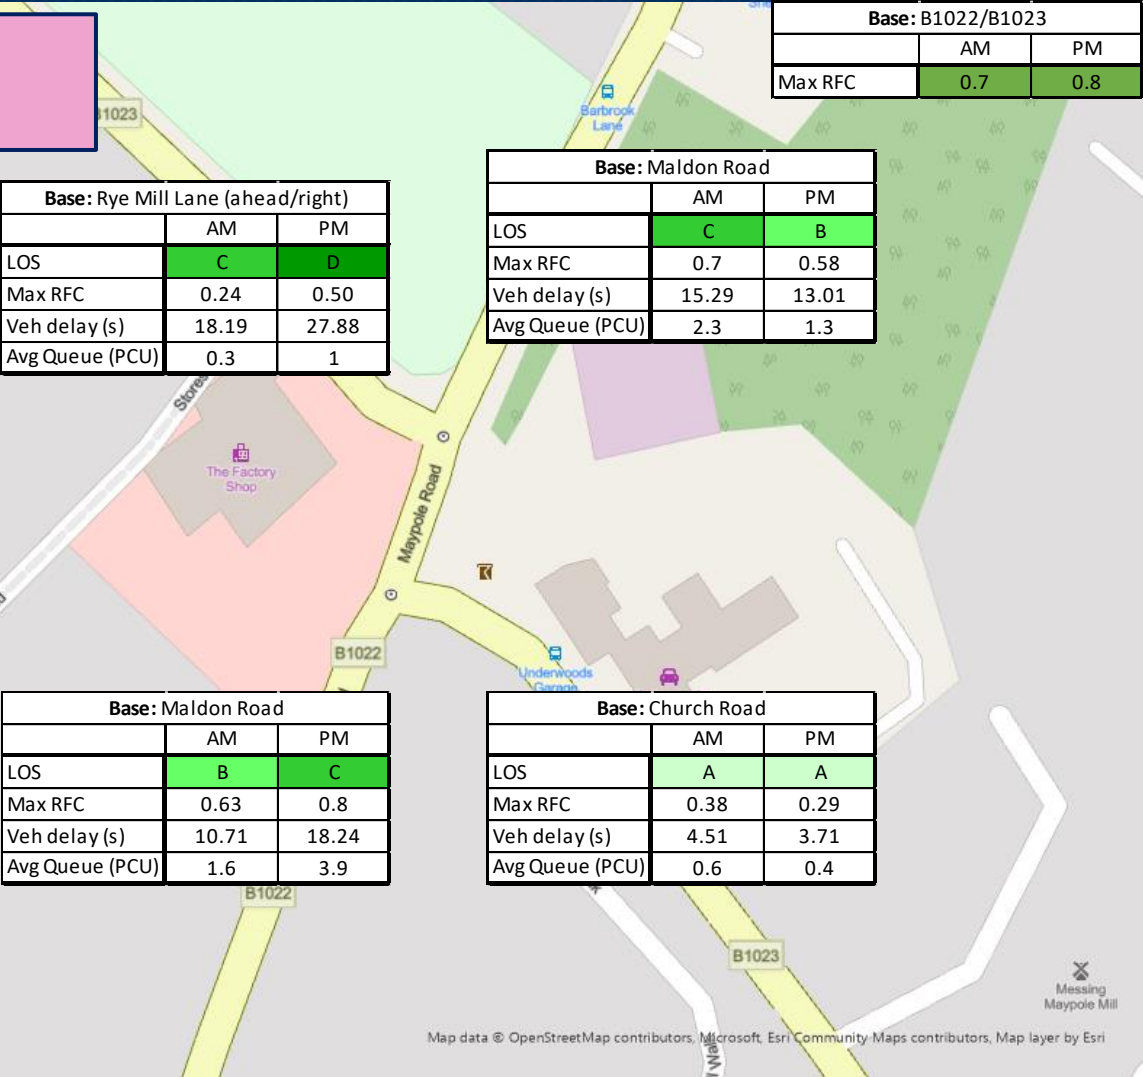 Base: B1022/B1023
AM PM
Max RFC 0.7 0.8
B1023
Barbrook
Lane
Base: Maldon Road
AM PM
LOS C B
Max RFC 0.7 0.58
Veh delay (s) 15.29 13.01
Avg Queue (PCU) 2.3 1.3
Base: Rye Mill Lane (ahead/right)
AM PM
LOS C D
Max RFC 0.24 0.50
Veh delay (s) 18.19 27.88
Avg Queue (PCU) 0.3 1
Stores
The Factory
Shop
Maypole Road
B1022
Underwoods
Garage
Base: Maldon Road
AM PM
LOS B C
Max RFC 0.63 0.8
Veh delay (s) 10.71 18.24
Avg Queue (PCU) 1.6 3.9
Base: Church Road
AM PM
LOS A A
Max RFC 0.38 0.29
Veh delay (s) 4.51 3.71
Avg Queue (PCU) 0.6 0.4
B1022
B1023
Messing
Maypole Mill
Map data © OpenStreetMap contributors, Microsoft, Esri Community Maps contributors, Map layer by Esri